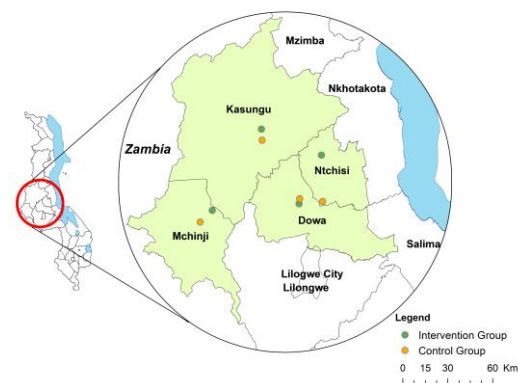 Mzimba
Nkhotakota
Kasungu
Zambia
Ntchisi
Mchinji
Dowa
Salima
Lilogwe City
Lilongwe
Legend
Intervention Group
Control Group
0 15 30 60 Km